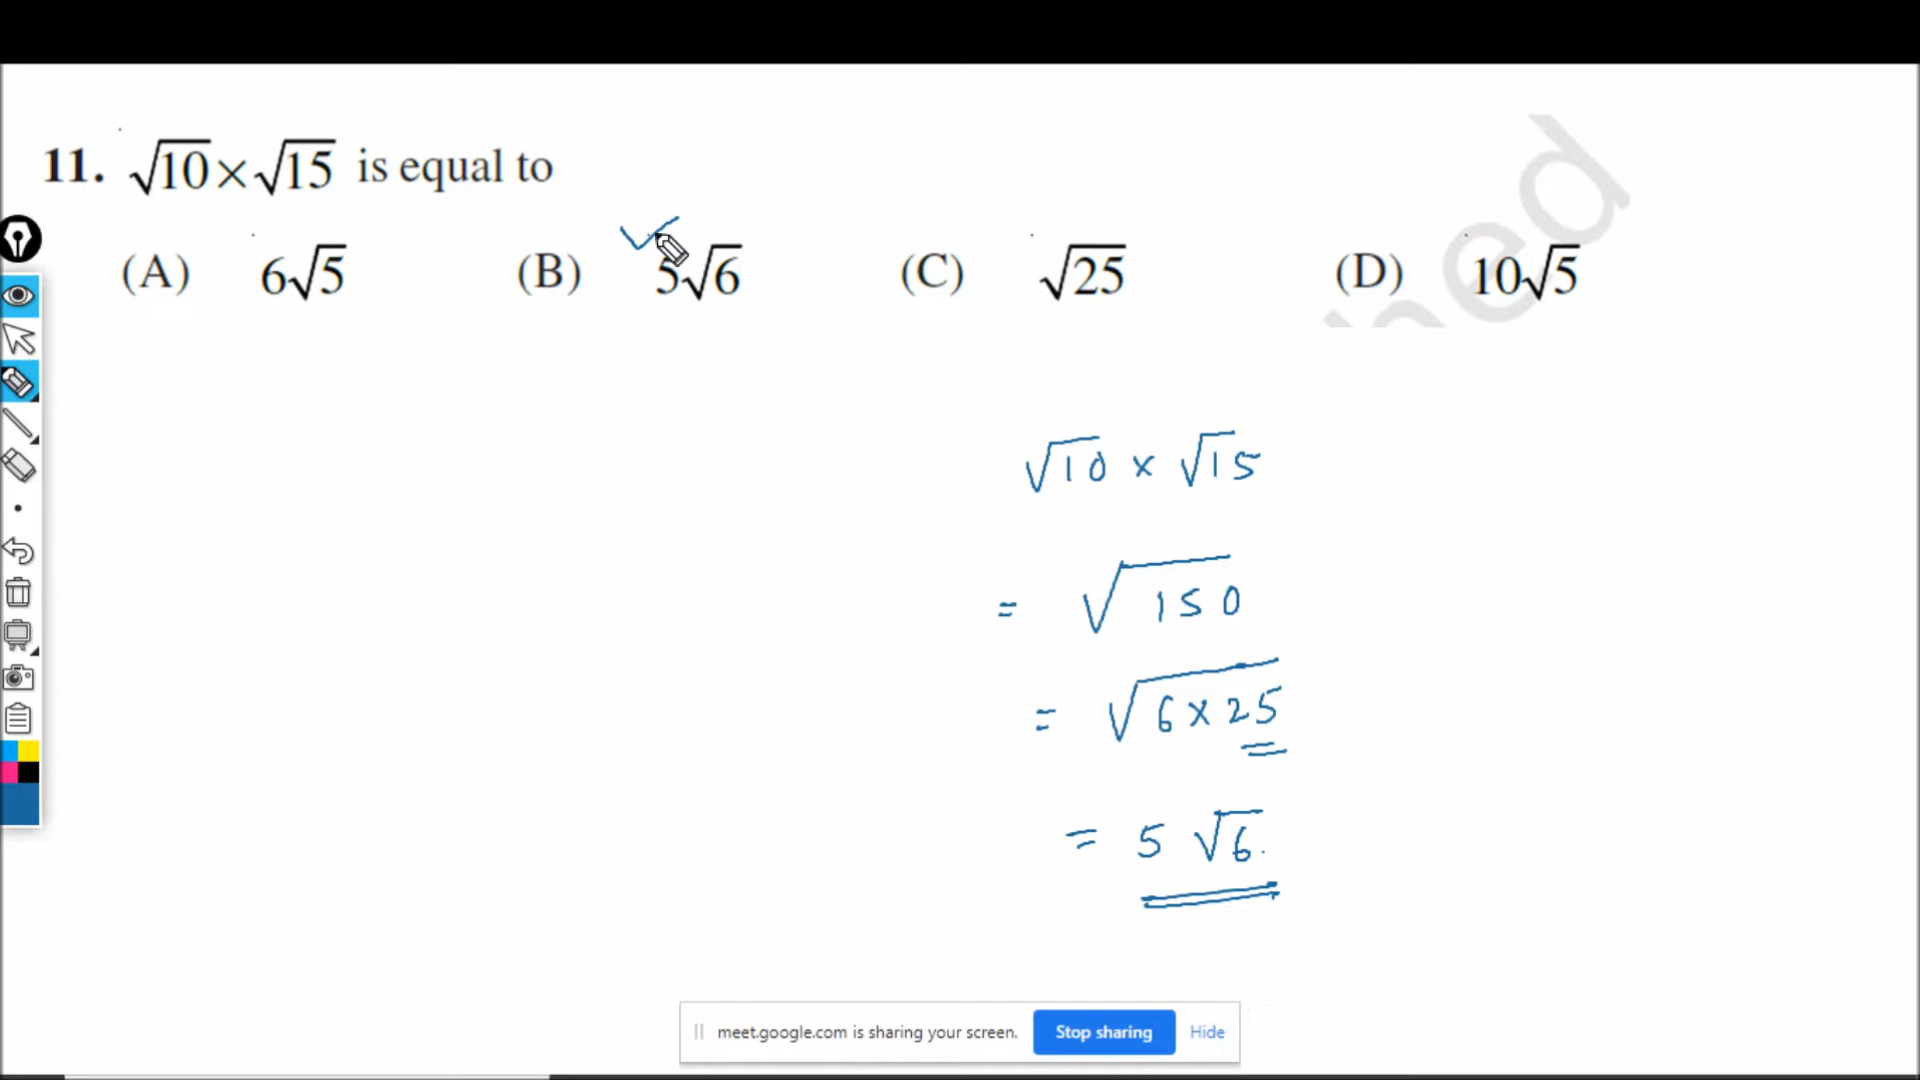 11. √10 × √15 is equal to
(A) 6√5 (B) 5√6 (C) √25 (D) 10√5
√10 × √15
= √150
= √6×25
= 5 √6.
meet.google.com is sharing your screen. Stop sharing Hide